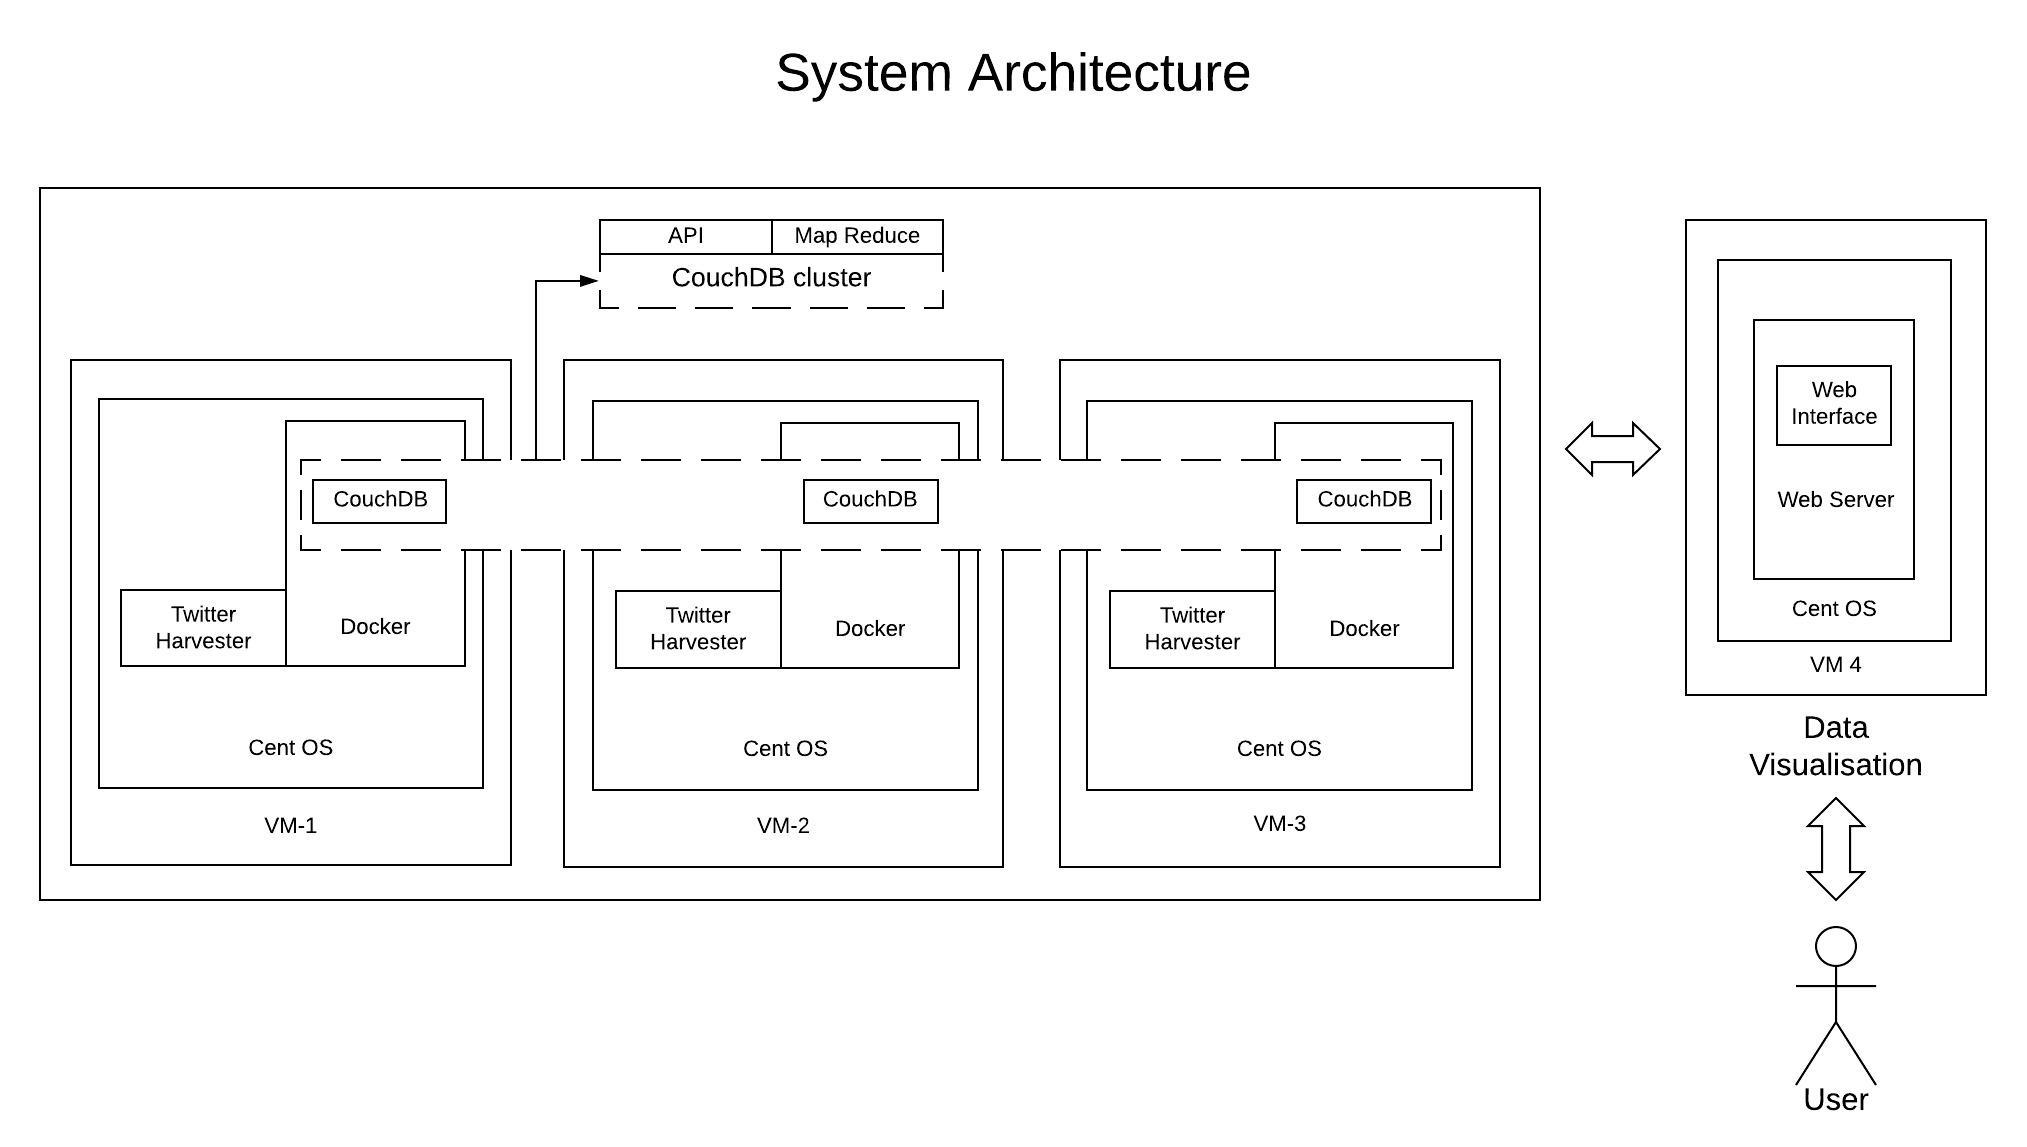 System Architecture
API
Map Reduce
CouchDB cluster
CouchDB
Twitter
Harvester
Docker
Cent OS
VM-1
CouchDB
Twitter
Harvester
Docker
Cent OS
VM-2
CouchDB
Twitter
Harvester
Docker
Cent OS
VM-3
Web
Interface
Web Server
Cent OS
VM 4
Data
Visualisation
User